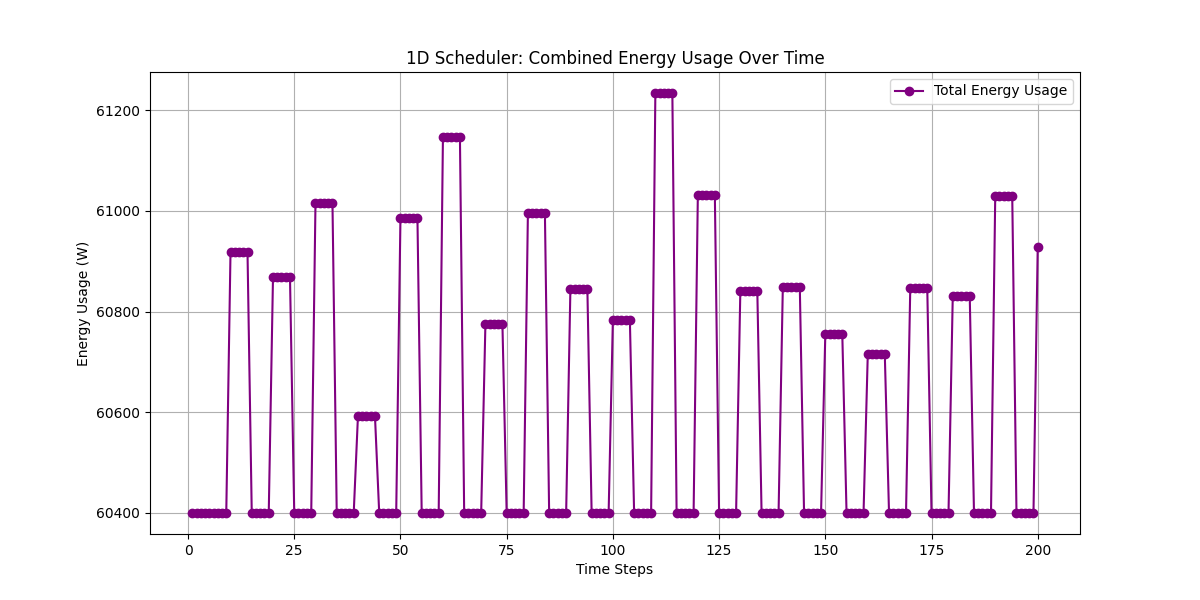 1D Scheduler: Combined Energy Usage Over Time
Total Energy Usage
Energy Usage (W)
61200
61000
60800
60600
60400
0 25 50 75 100 125 150 175 200
Time Steps